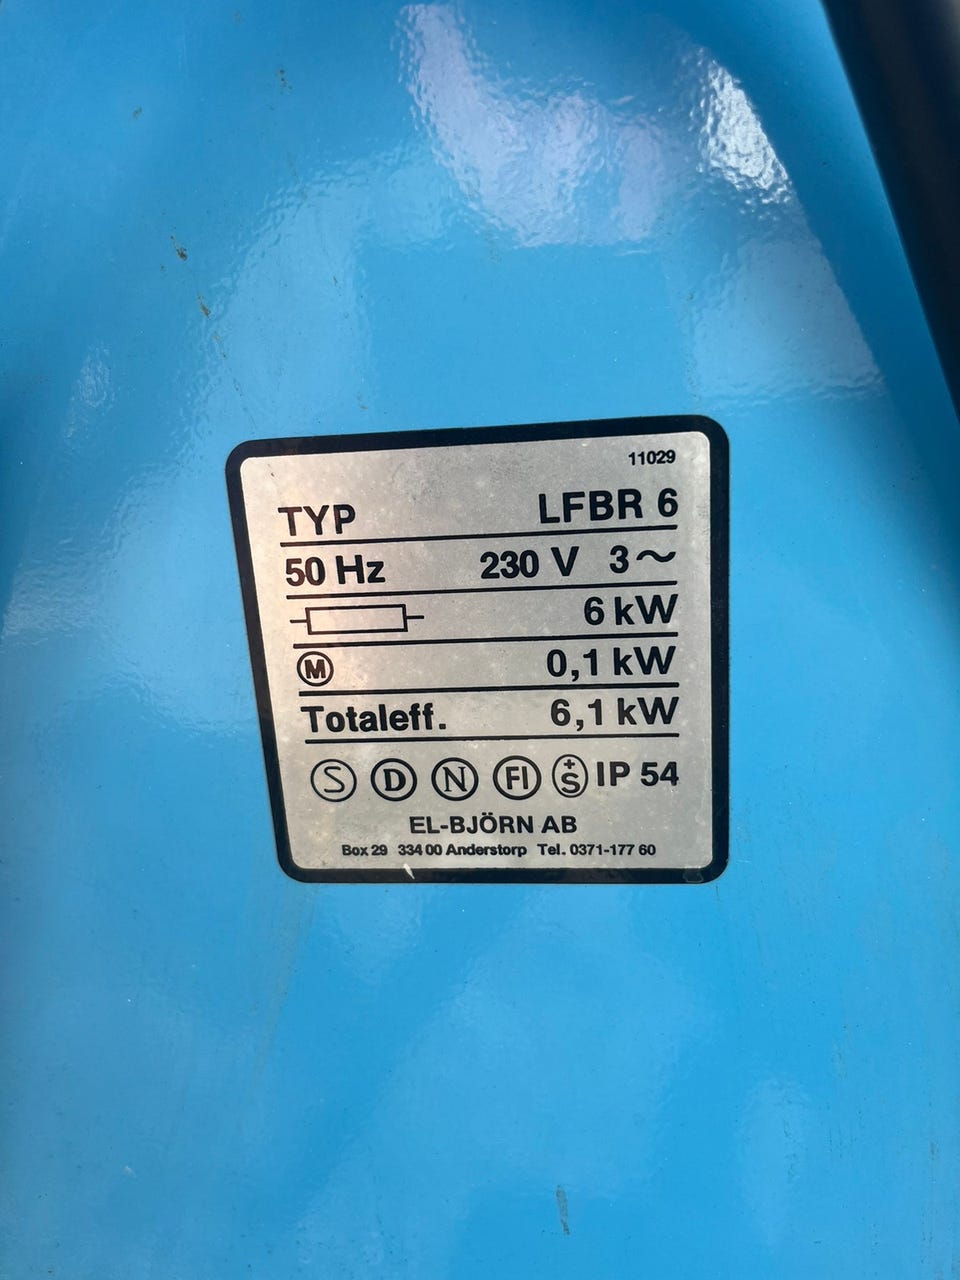 11029
TYP LFBR 6
50 Hz 230 V 3~
6 kW
M 0,1 kW
Totaleff. 6,1 kW
S D N FI +S IP 54
EL-BJÖRN AB
Box 29 334 00 Anderstorp Tel. 0371-177 60